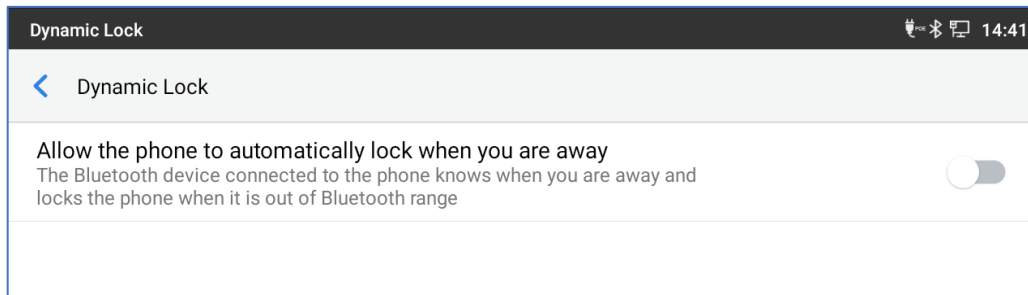 Dynamic Lock
POE 14:41
Dynamic Lock
Allow the phone to automatically lock when you are away
The Bluetooth device connected to the phone knows when you are away and
locks the phone when it is out of Bluetooth range